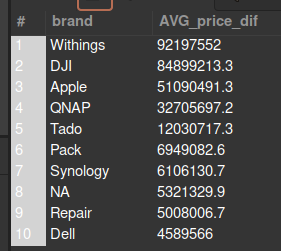 # brand AVG_price_dif
1 Withings 92197552
2 DJI 84899213.3
3 Apple 51090491.3
4 QNAP 32705697.2
5 Tado 12030717.3
6 Pack 6949082.6
7 Synology 6106130.7
8 NA 5321329.9
9 Repair 5008006.7
10 Dell 4589566